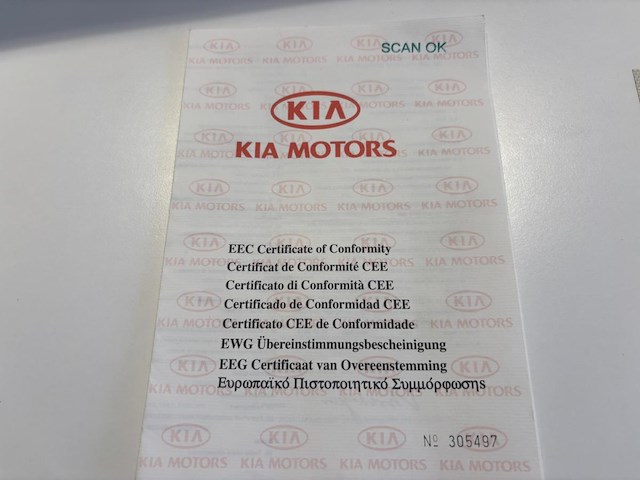 SCAN OK
KIA
KIA MOTORS
EEC Certificate of Conformity
Certificat de Conformité CEE
Certificato di Conformità CEE
Certificado de Conformidad CEE
Certificato CEE de Conformidade
EWG Übereinstimmungsbescheinigung
EEG Certificaat van Overeenstemming
Ευρωπαϊκό Πιστοποιητικό Συμμόρφωσης
Nº 305497